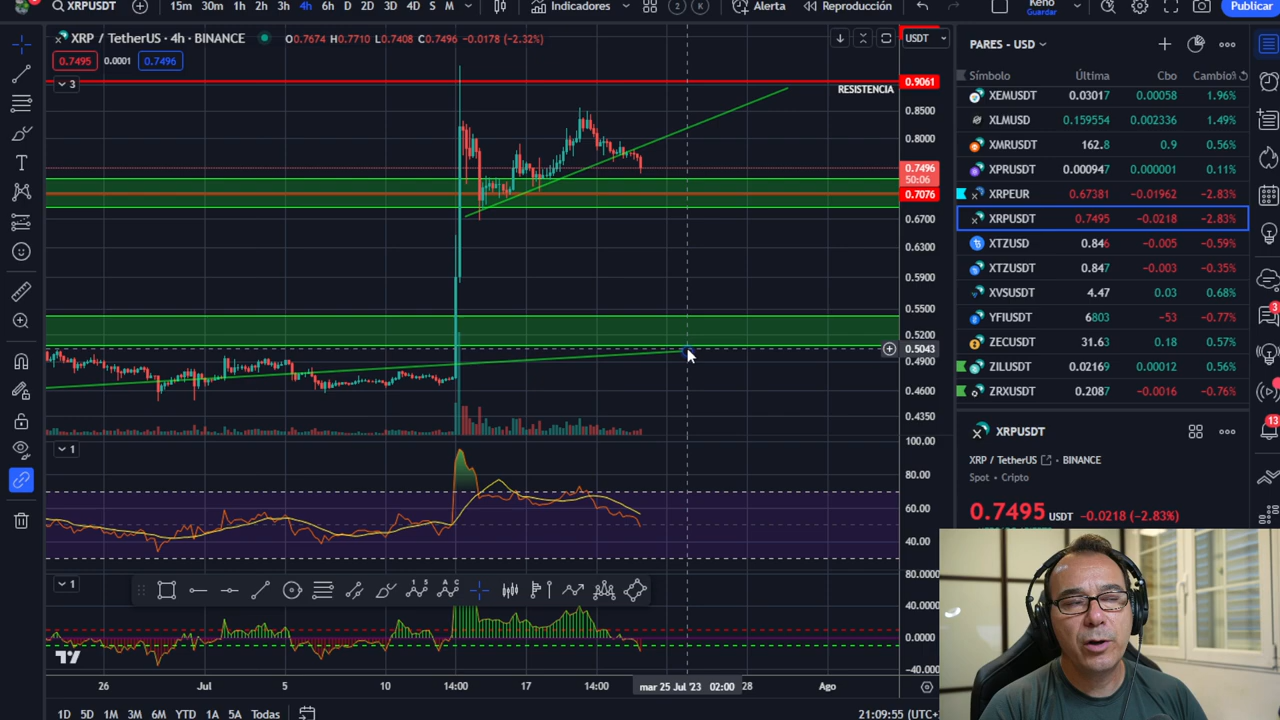 XRPUSDT 15m 30m 1h 2h 3h 4h 6h D 2D 3D 4D S M Indicadores 2 K Alerta Reproducción Keño Guardar Publicar
XRP / TetherUS · 4h · BINANCE O0.7674 H0.7710 L0.7408 C0.7496 -0.0178 (-2.32%) USDT
0.7495 0.0001 0.7496
3
RESISTENCIA
0.9061
0.8500
0.8000
0.7496
50:06
0.7076
0.6700
0.6300
0.5900
0.5500
0.5200
0.5043
0.4900
0.4600
0.4350
1
100.00
80.00
60.00
40.00
1
80.0000
40.0000
0.0000
-40.00
26 Jul 5 10 14:00 17 14:00 mar 25 Jul '23 02:00 28 Ago
1D 5D 1M 3M 6M YTD 1A 5A Todas 21:09:55 (UTC+
PARES - USD
Símbolo Última Cbo Cambio%
XEMUSDT 0.03017 0.00058 1.96%
XLMUSD 0.159554 0.002336 1.49%
XMRUSDT 162.8 0.9 0.56%
XPRUSDT 0.000947 0.000001 0.11%
XRPEUR 0.67381 -0.01962 -2.83%
XRPUSDT 0.7495 -0.0218 -2.83%
XTZUSD 0.846 -0.005 -0.59%
XTZUSDT 0.847 -0.003 -0.35%
XVSUSDT 4.47 0.03 0.68%
YFIUSDT 6803 -53 -0.77%
ZECUSDT 31.63 0.18 0.57%
ZILUSDT 0.02169 0.00012 0.56%
ZRXUSDT 0.2087 -0.0016 -0.76%
XRPUSDT
XRP / TetherUS BINANCE
Spot · Cripto
0.7495 USDT -0.0218 (-2.83%)
3
13